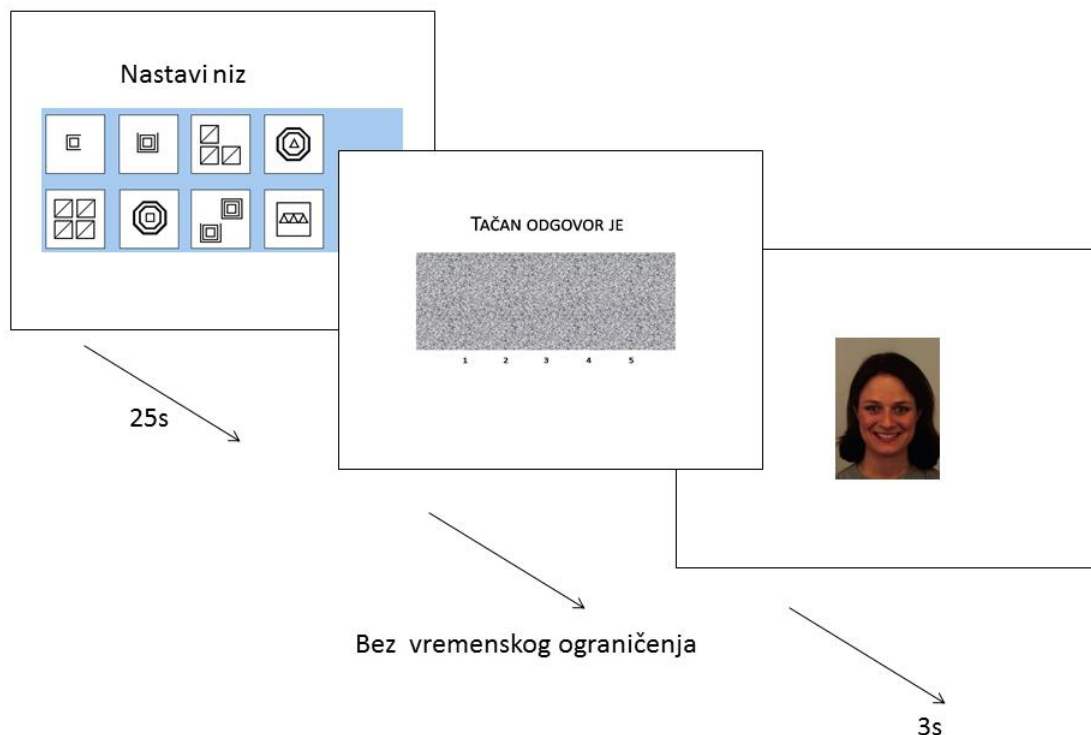 Nastavi niz
TAČAN ODGOVOR JE
1 2 3 4 5
25s
Bez vremenskog ograničenja
3s